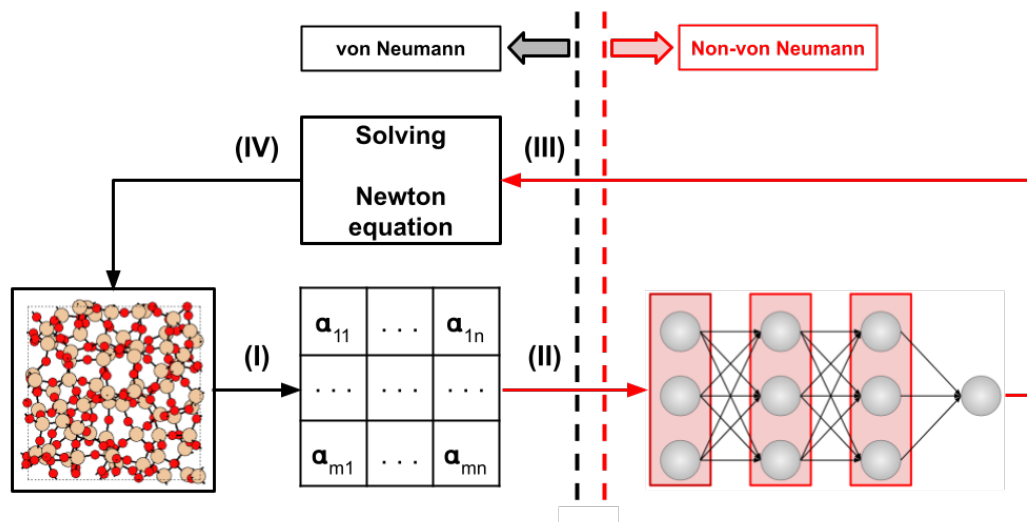 von Neumann
Non-von Neumann
(IV)
Solving
Newton
equation
(III)
(I)
α11 ... α1n
... ... ...
αm1 ... αmn
(II)